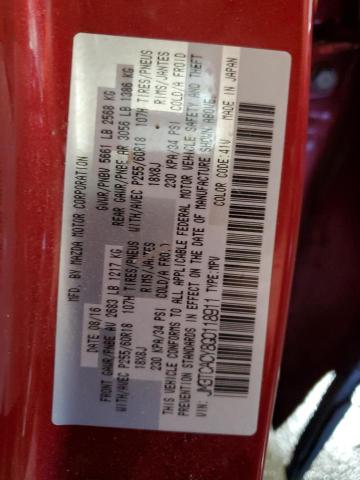 MFD. BY MAZDA MOTOR CORPORATION
DATE: 08/16 GVWR/PNBV 5661 LB 2568 KG
FRONT GAWR/PNBE AV 2683 LB 1217 KG REAR GAWR/PNBE AR 3056 LB 1386 KG
WITH/AVEC P255/60R18 107H TIRES/PNEUS WITH/AVEC P255/60R18 107H TIRES/PNEUS
18X8J RIMS/JANTES 18X8J RIMS/JANTES
230 KPA/34 PSI COLD/A FROID 230 KPA/34 PSI COLD/A FROID
THIS VEHICLE CONFORMS TO ALL APPLICABLE FEDERAL MOTOR VEHICLE SAFETY AND THEFT
PREVENTION STANDARDS IN EFFECT ON THE DATE OF MANUFACTURE SHOWN ABOVE.
VIN: TYPE:MPV COLOR CODE: 41V MADE IN JAPAN